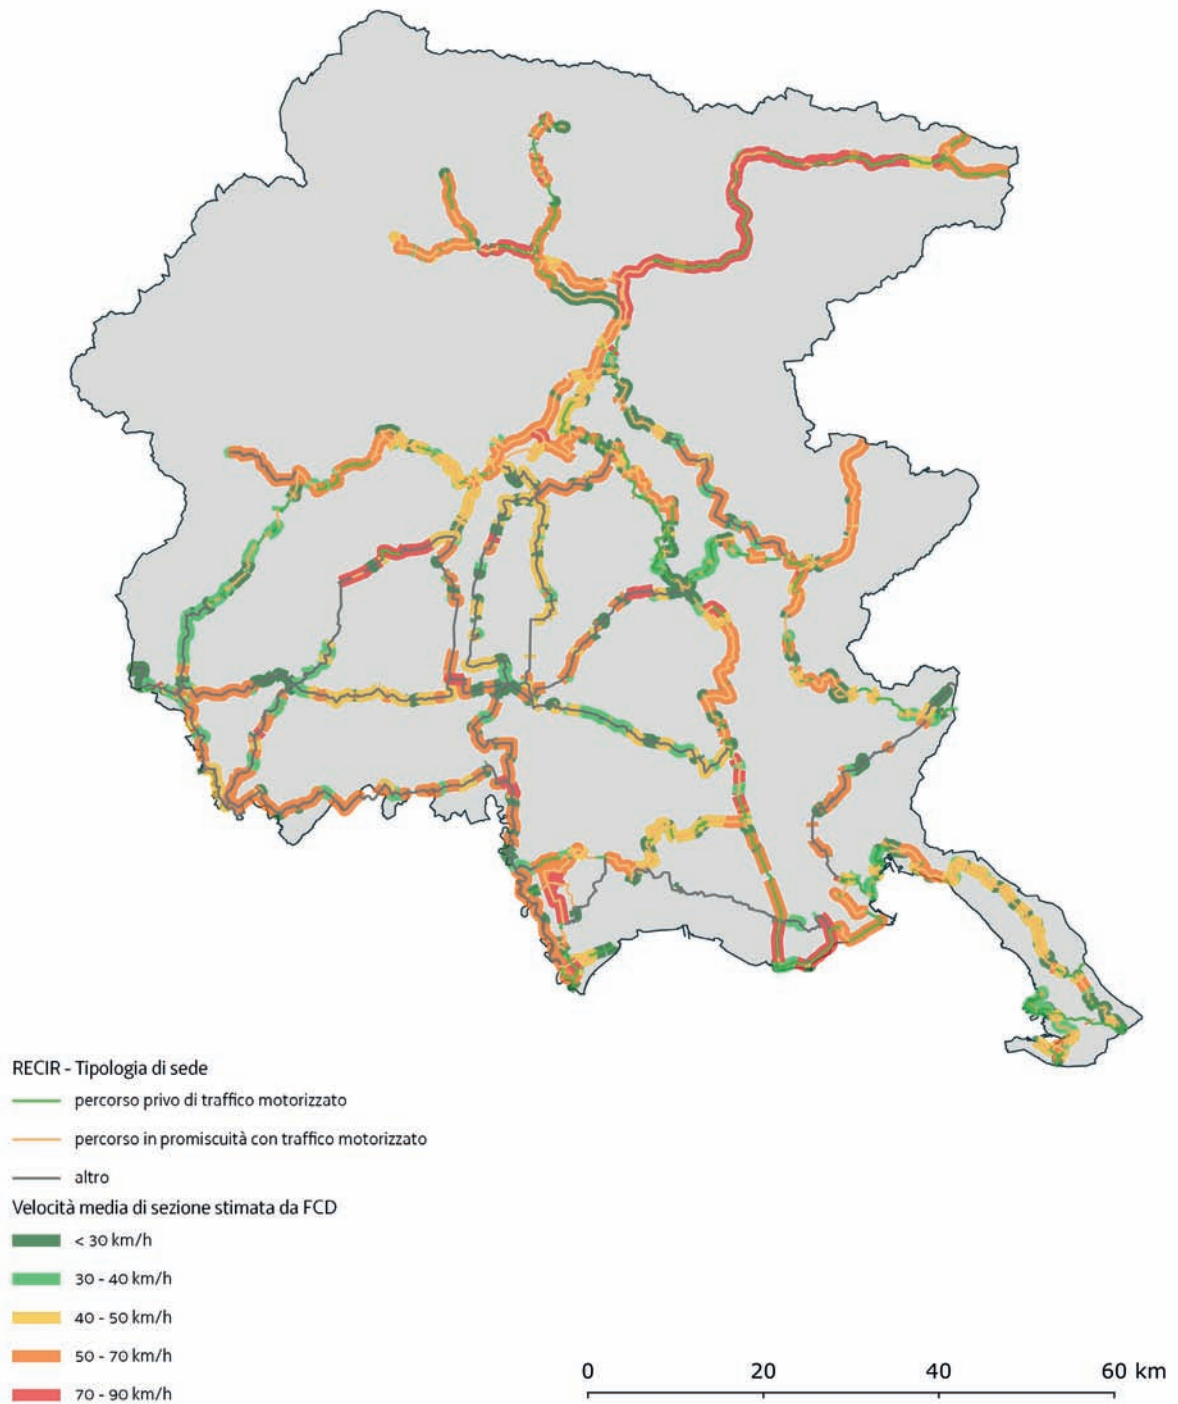 RECIR - Tipologia di sede
percorso privo di traffico motorizzato
percorso in promiscuità con traffico motorizzato
altro
Velocità media di sezione stimata da FCD
< 30 km/h
30 - 40 km/h
40 - 50 km/h
50 - 70 km/h
70 - 90 km/h
0 20 40 60 km